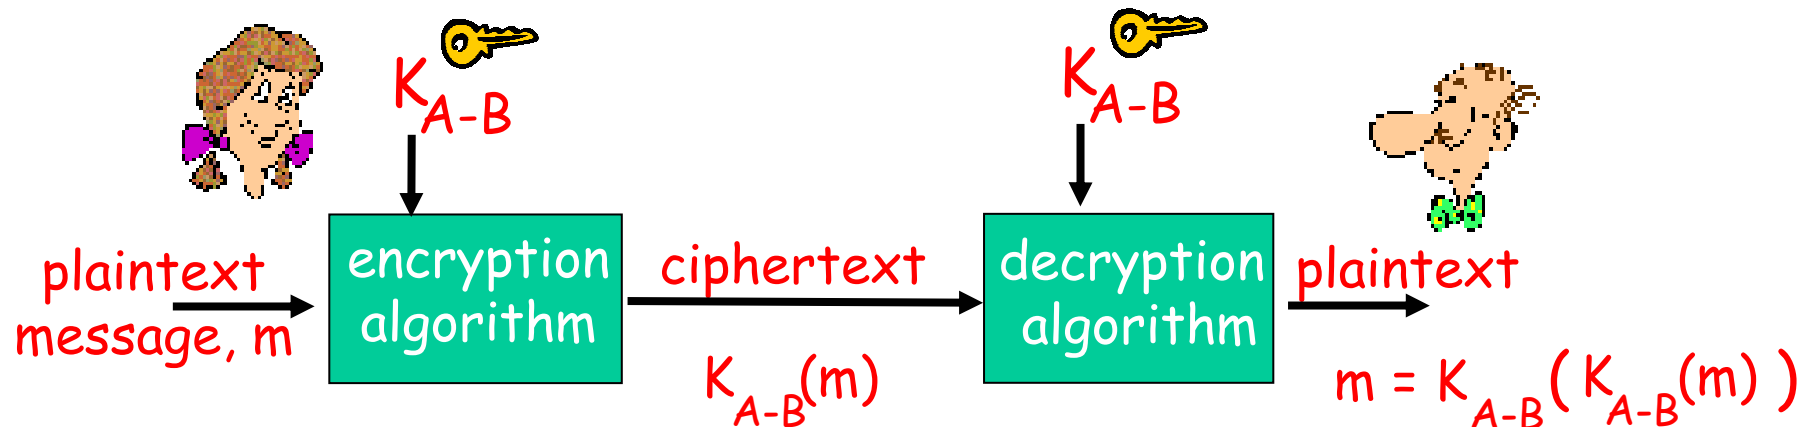 K A-B
K A-B
plaintext
message, m
encryption
algorithm
ciphertext
K A-B (m)
decryption
algorithm
plaintext
m = K A-B ( K A-B (m) )